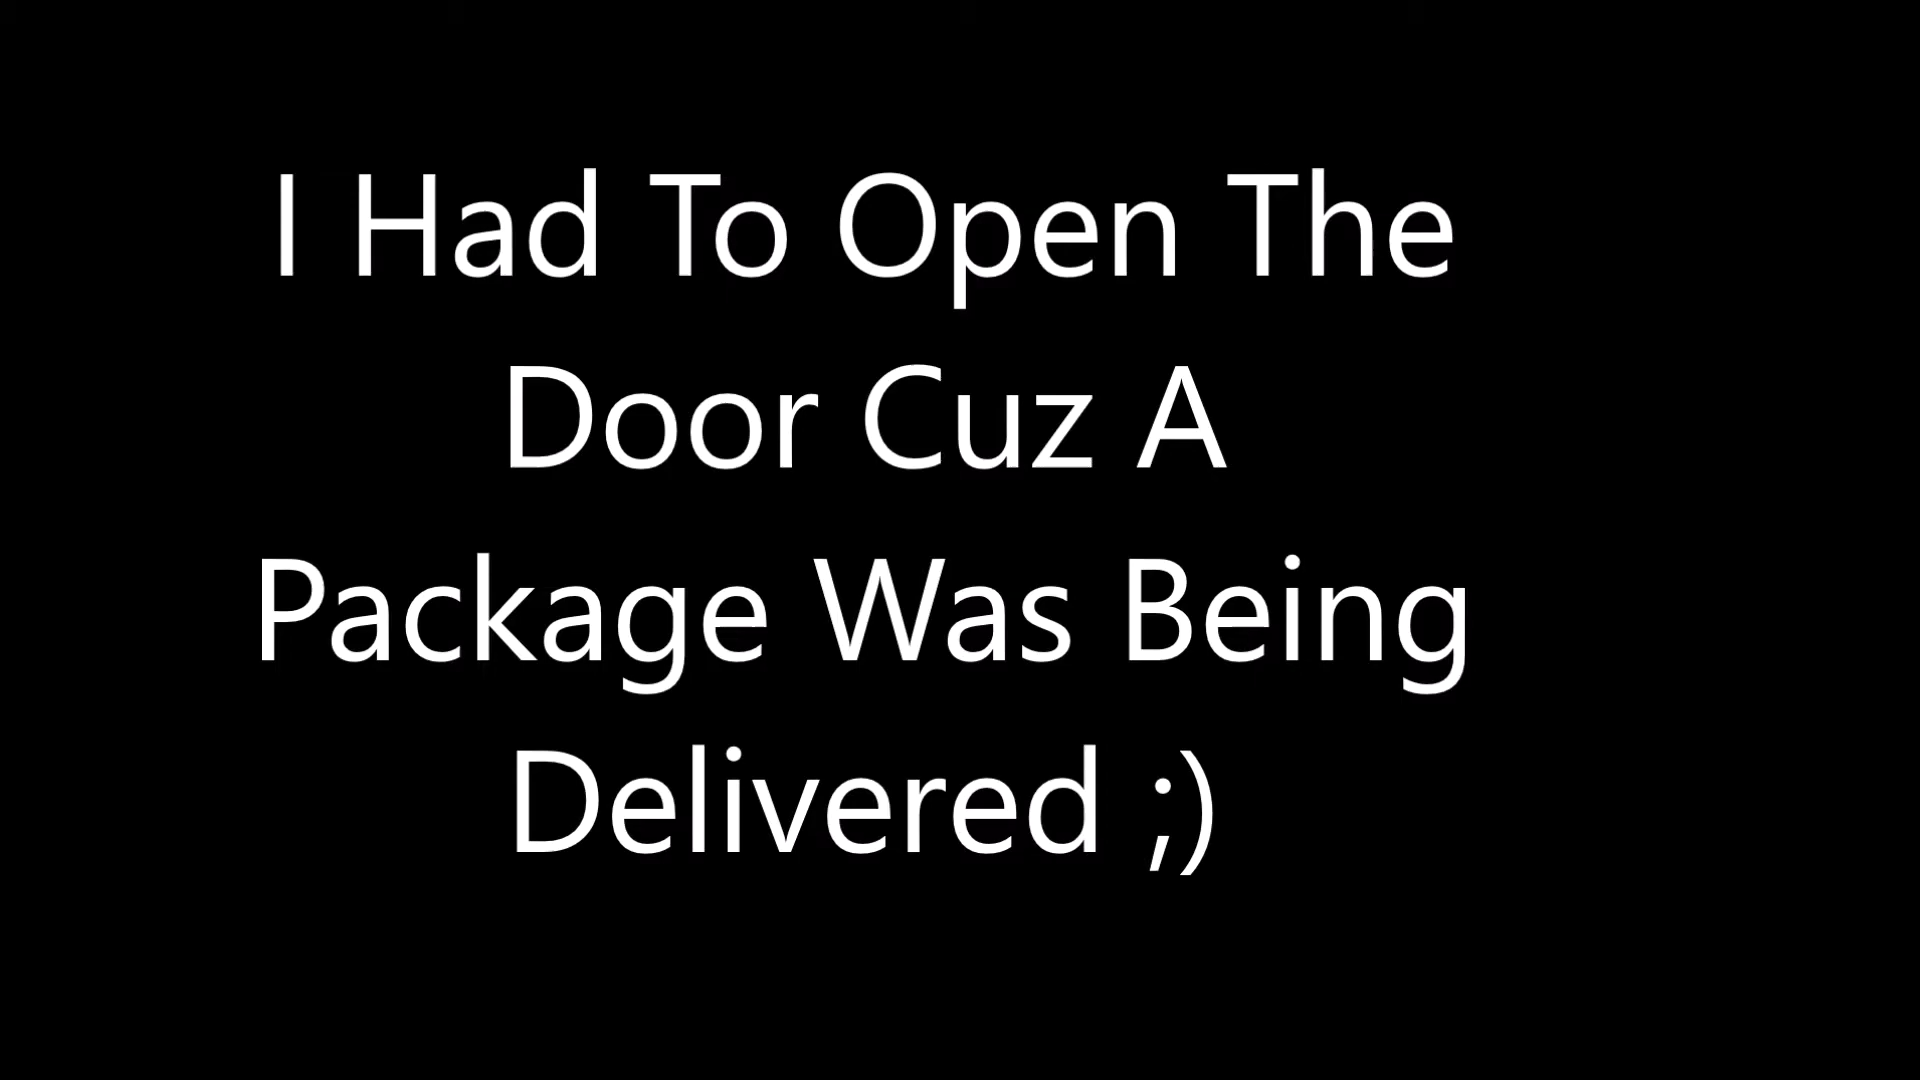 I Had To Open The
Door Cuz A
Package Was Being
Delivered ;)